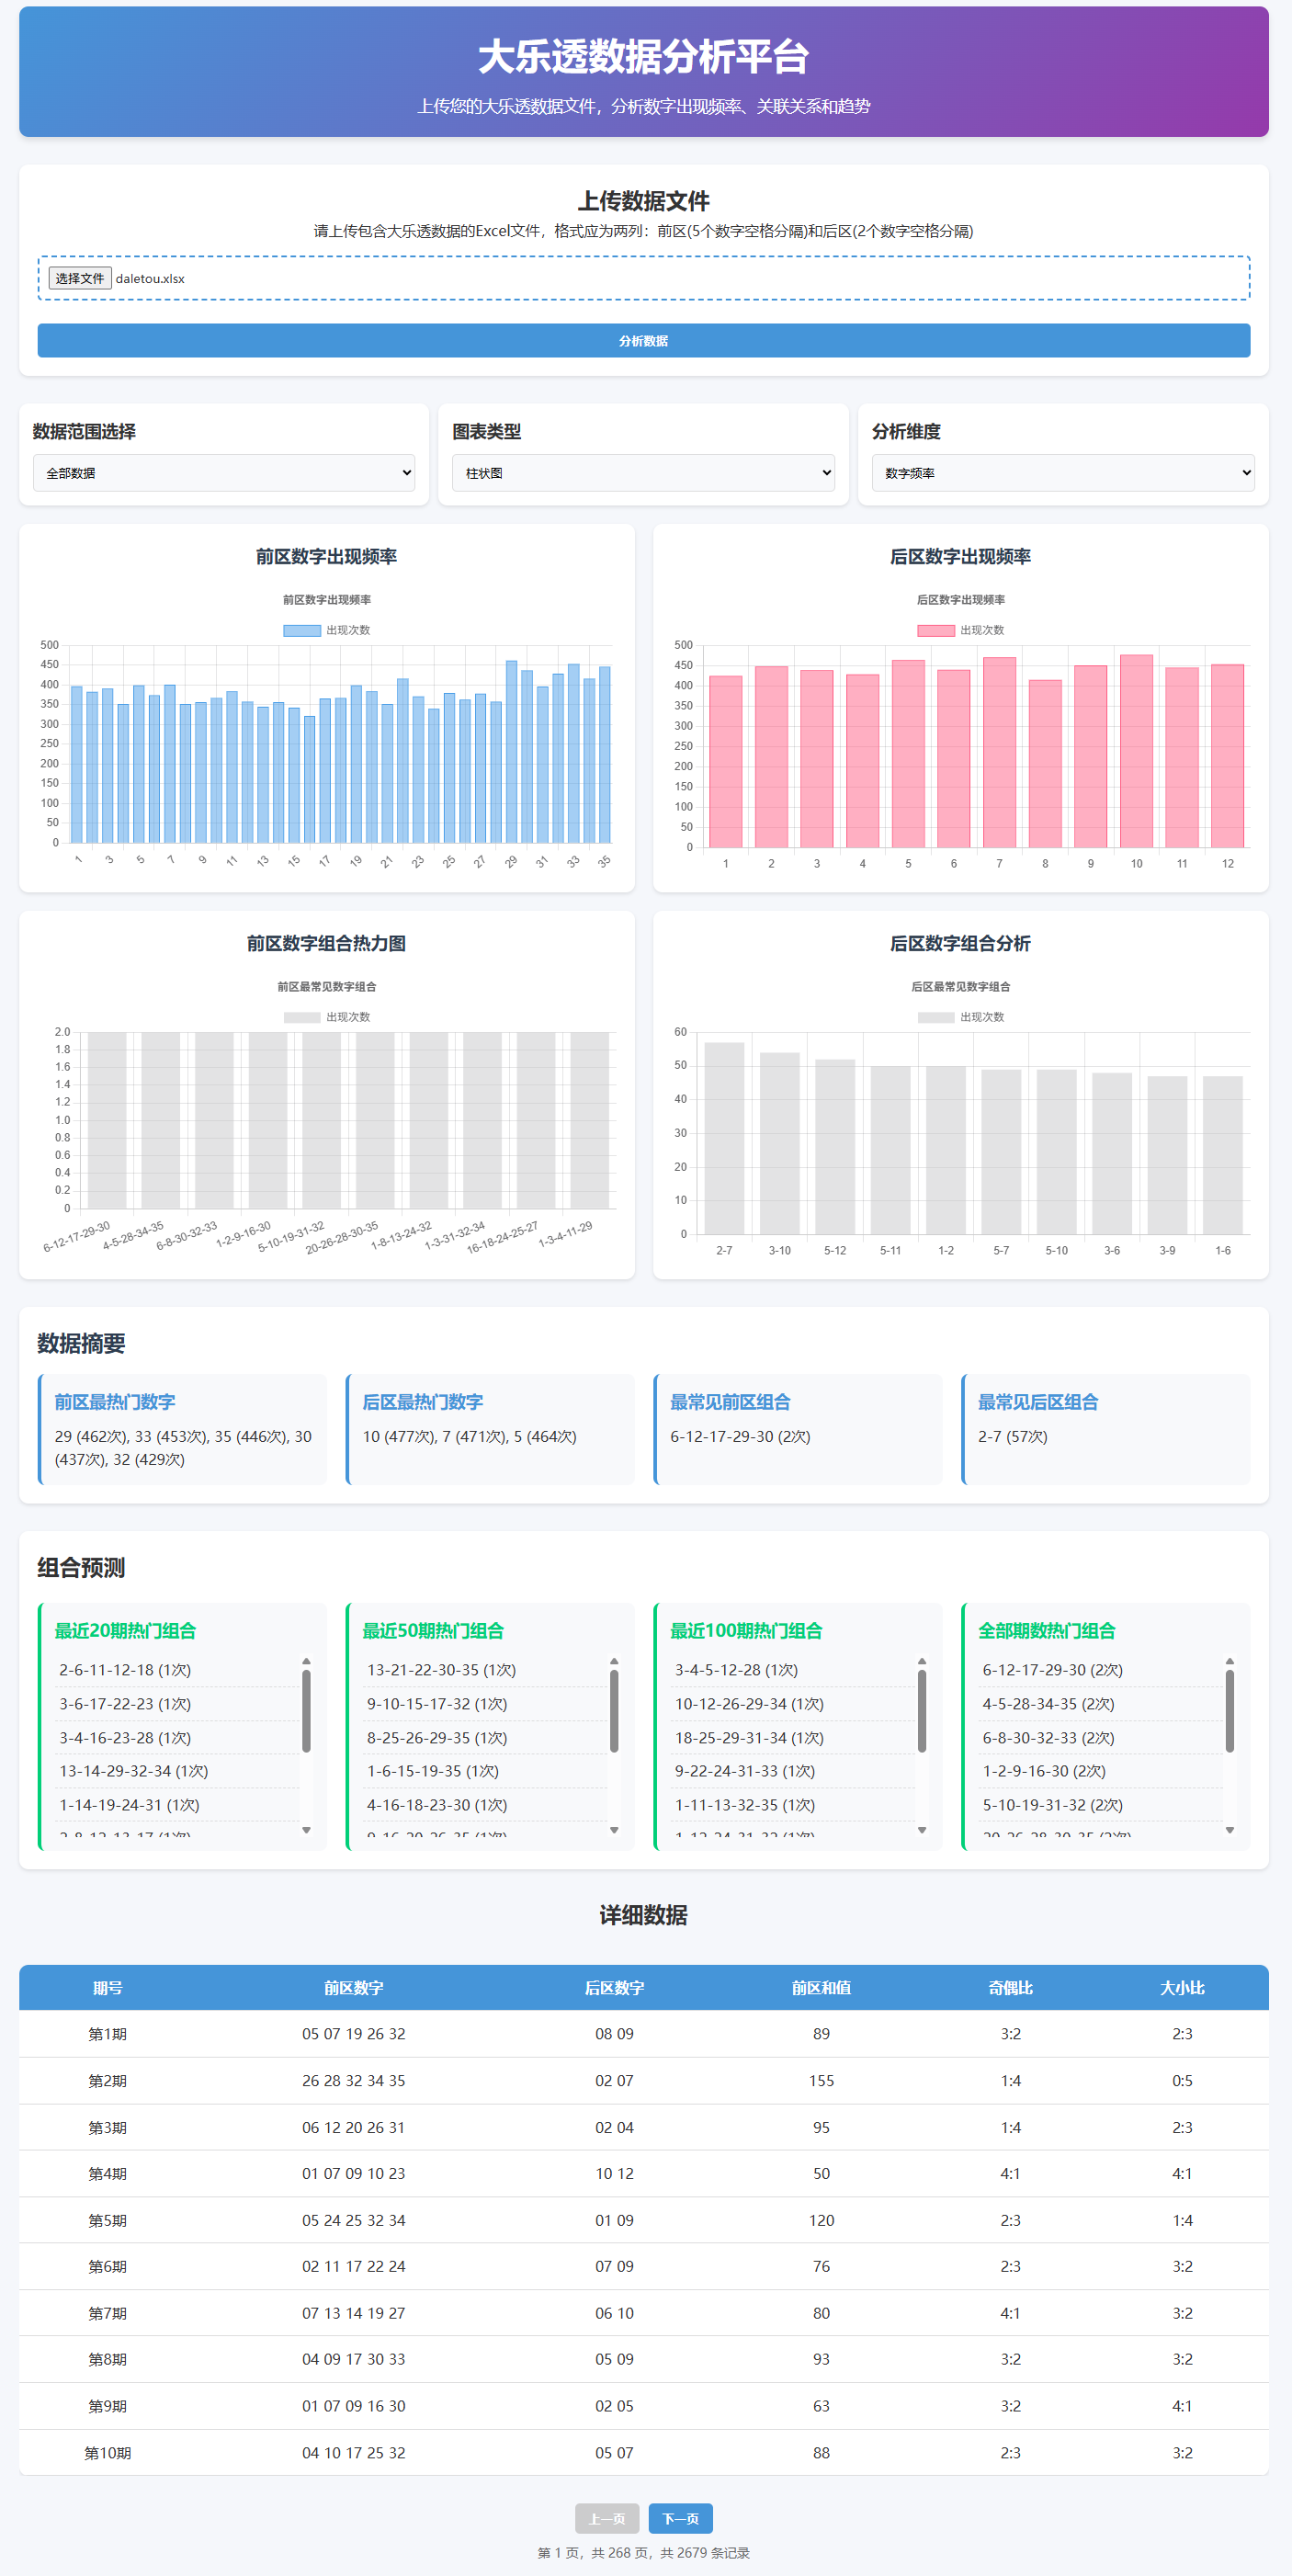 大乐透数据分析平台
上传您的大乐透数据文件，分析数字出现频率、关联关系和趋势
上传数据文件
请上传包含大乐透数据的Excel文件，格式应为两列：前区(5个数字空格分隔)和后区(2个数字空格分隔)
选择文件 daletou.xlsx
分析数据
数据范围选择
全部数据
图表类型
柱状图
分析维度
数字频率
前区数字出现频率
前区数字出现频率
出现次数
500
450
400
350
300
250
200
150
100
50
0
1 3 5 7 9 11 13 15 17 19 21 23 25 27 29 31 33 35
后区数字出现频率
后区数字出现频率
出现次数
500
450
400
350
300
250
200
150
100
50
0
1 2 3 4 5 6 7 8 9 10 11 12
前区数字组合热力图
前区最常见数字组合
出现次数
2.0
1.8
1.6
1.4
1.2
1.0
0.8
0.6
0.4
0.2
0
6-12-17-29-30 4-5-28-34-35 6-8-30-32-33 1-2-9-16-30 5-10-19-31-32 20-26-28-30-35 1-8-13-24-32 1-3-31-32-34 16-18-24-25-27 1-3-4-11-29
后区数字组合分析
后区最常见数字组合
出现次数
60
50
40
30
20
10
0
2-7 3-10 5-12 5-11 1-2 5-7 5-10 3-6 3-9 1-6
数据摘要
前区最热门数字
29 (462次), 33 (453次), 35 (446次), 30
(437次), 32 (429次)
后区最热门数字
10 (477次), 7 (471次), 5 (464次)
最常见前区组合
6-12-17-29-30 (2次)
最常见后区组合
2-7 (57次)
组合预测
最近20期热门组合
2-6-11-12-18 (1次)
3-6-17-22-23 (1次)
3-4-16-23-28 (1次)
13-14-29-32-34 (1次)
1-14-19-24-31 (1次)
2-8-12-13-17 (1次)
最近50期热门组合
13-21-22-30-35 (1次)
9-10-15-17-32 (1次)
8-25-26-29-35 (1次)
1-6-15-19-35 (1次)
4-16-18-23-30 (1次)
9-16-20-26-35 (1次)
最近100期热门组合
3-4-5-12-28 (1次)
10-12-26-29-34 (1次)
18-25-29-31-34 (1次)
9-22-24-31-33 (1次)
1-11-13-32-35 (1次)
1-12-24-31-32 (1次)
全部期数热门组合
6-12-17-29-30 (2次)
4-5-28-34-35 (2次)
6-8-30-32-33 (2次)
1-2-9-16-30 (2次)
5-10-19-31-32 (2次)
20-26-28-30-35 (2次)
详细数据
期号 前区数字 后区数字 前区和值 奇偶比 大小比
第1期 05 07 19 26 32 08 09 89 3:2 2:3
第2期 26 28 32 34 35 02 07 155 1:4 0:5
第3期 06 12 20 26 31 02 04 95 1:4 2:3
第4期 01 07 09 10 23 10 12 50 4:1 4:1
第5期 05 24 25 32 34 01 09 120 2:3 1:4
第6期 02 11 17 22 24 07 09 76 2:3 3:2
第7期 07 13 14 19 27 06 10 80 4:1 3:2
第8期 04 09 17 30 33 05 09 93 3:2 3:2
第9期 01 07 09 16 30 02 05 63 3:2 4:1
第10期 04 10 17 25 32 05 07 88 2:3 3:2
上一页 下一页
第 1 页，共 268 页，共 2679 条记录